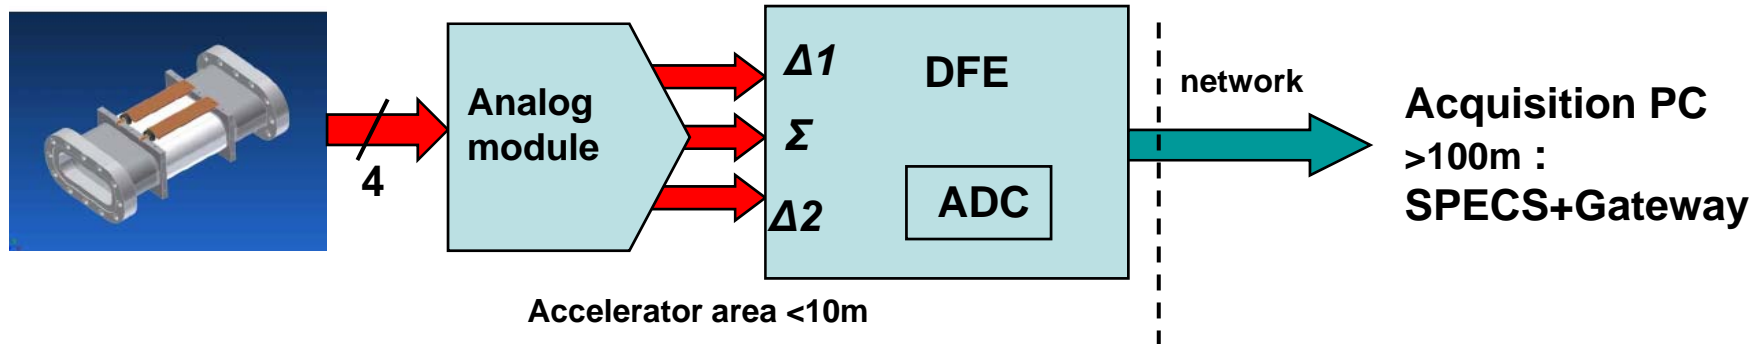 4
Analog
module
Δ1
Σ
Δ2
DFE
ADC
network
Acquisition PC
>100m :
SPECS+Gateway
Accelerator area <10m